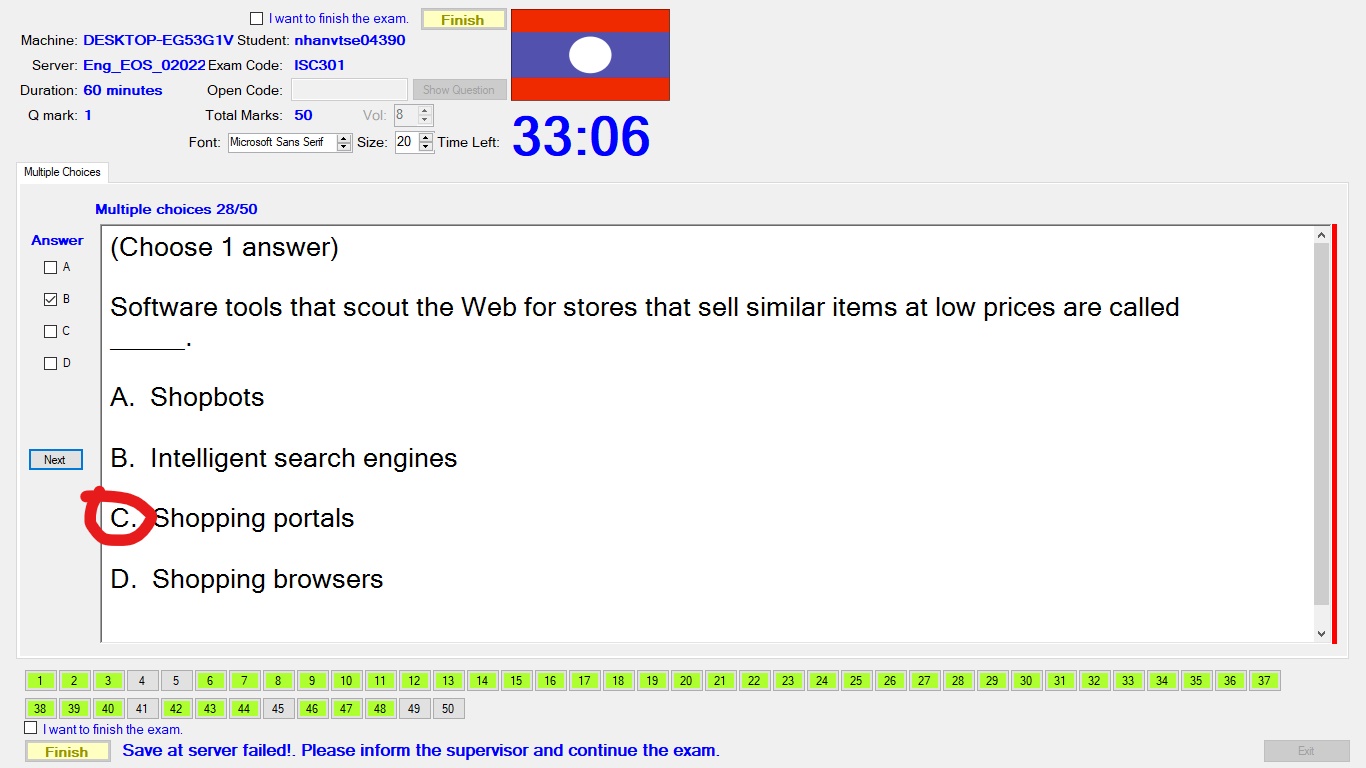 I want to finish the exam. Finish
Machine: DESKTOP-EG53G1V Student: nhanvtse04390
Server: Eng_EOS_02022 Exam Code: ISC301
Duration: 60 minutes Open Code: Show Question
Q mark: 1 Total Marks: 50 Vol: 8
Font: Microsoft Sans Serif Size: 20 Time Left: 33:06
Multiple Choices
Multiple choices 28/50
Answer
A
B
C
D
Next
(Choose 1 answer)
Software tools that scout the Web for stores that sell similar items at low prices are called
______.
A. Shopbots
B. Intelligent search engines
C. Shopping portals
D. Shopping browsers
1 2 3 4 5 6 7 8 9 10 11 12 13 14 15 16 17 18 19 20 21 22 23 24 25 26 27 28 29 30 31 32 33 34 35 36 37
38 39 40 41 42 43 44 45 46 47 48 49 50
I want to finish the exam.
Finish Save at server failed!. Please inform the supervisor and continue the exam. Exit